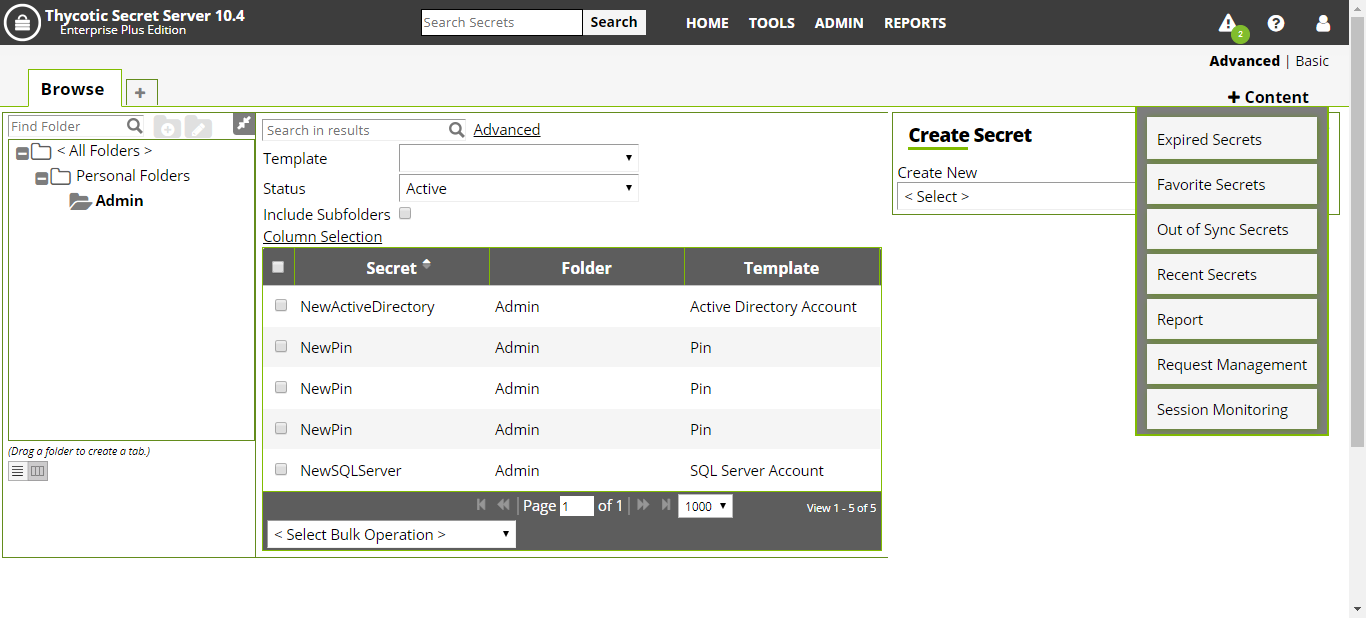 Thycotic Secret Server 10.4
Enterprise Plus Edition
Search Secrets
Search
HOME
TOOLS
ADMIN
REPORTS
2
Advanced | Basic
Browse
+
+ Content
Find Folder
< All Folders >
Personal Folders
Admin
(Drag a folder to create a tab.)
Search in results
Advanced
Template
Status
Active
Include Subfolders
Column Selection
Secret Folder Template
NewActiveDirectory Admin Active Directory Account
NewPin Admin Pin
NewPin Admin Pin
NewPin Admin Pin
NewSQLServer Admin SQL Server Account
Page 1 of 1
1000
View 1 - 5 of 5
< Select Bulk Operation >
Create Secret
Create New
< Select >
Expired Secrets
Favorite Secrets
Out of Sync Secrets
Recent Secrets
Report
Request Management
Session Monitoring